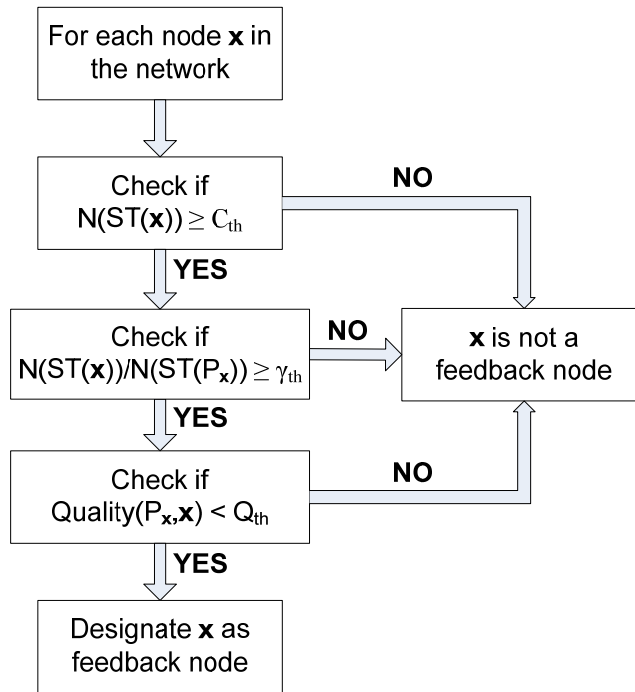 For each node x in
the network
Check if
N(ST(x)) ≥ Cth
NO
YES
Check if
N(ST(x))/N(ST(Px)) ≥ γth
NO
x is not a
feedback node
YES
Check if
Quality(Px,x) < Qth
NO
YES
Designate x as
feedback node